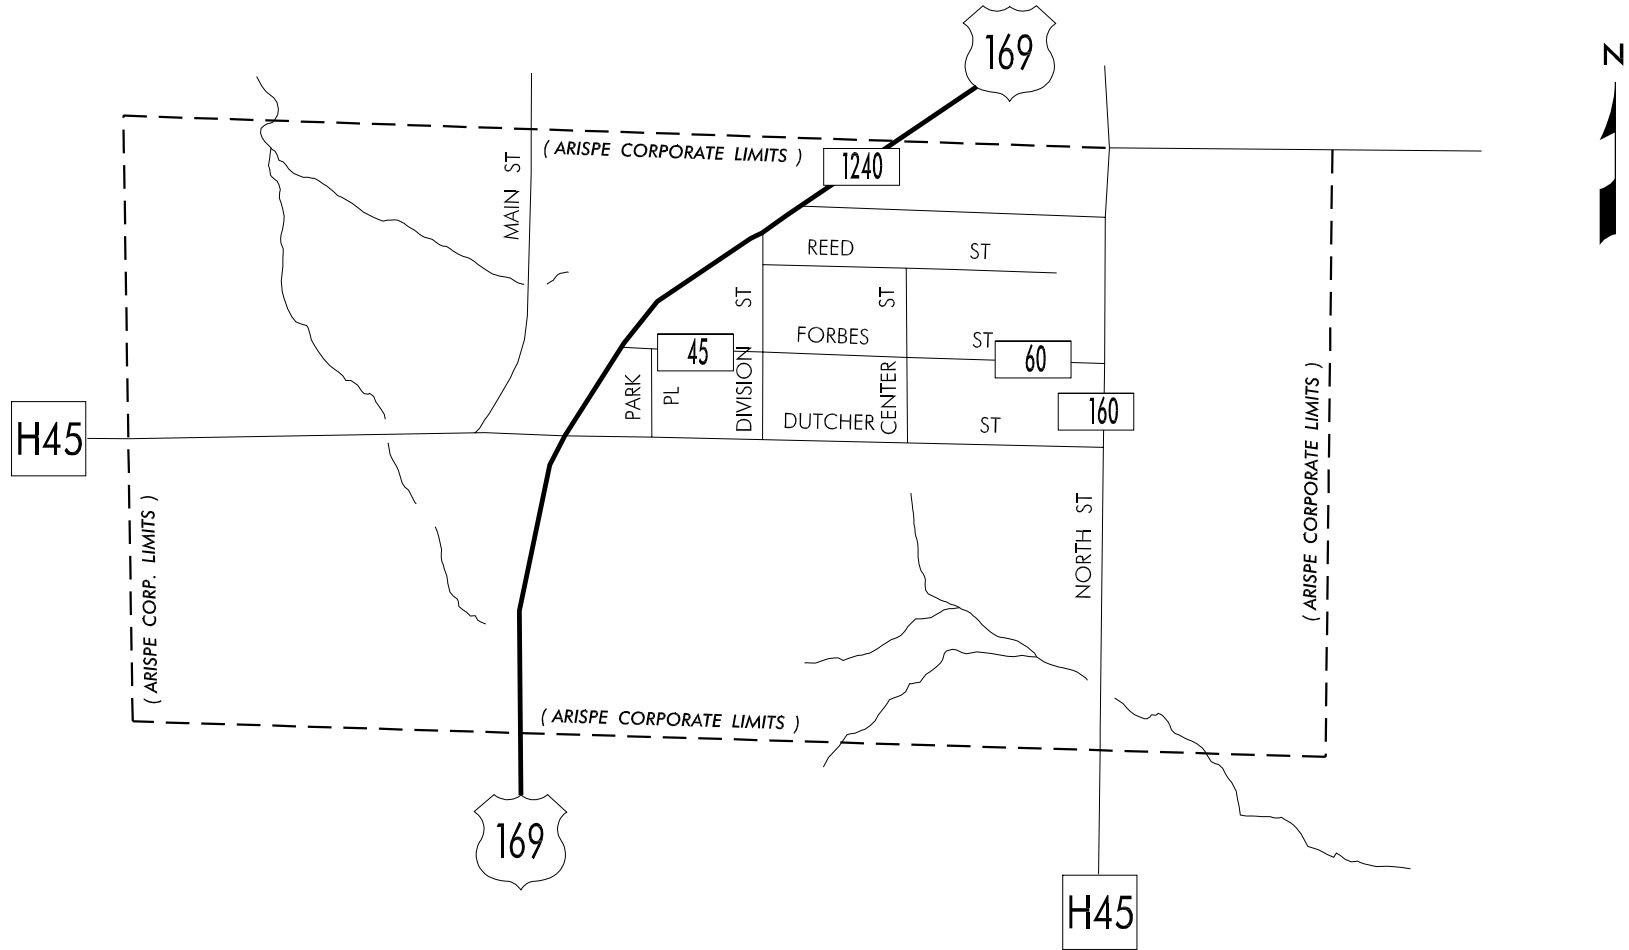 169
N
( ARISPE CORPORATE LIMITS )
1240
MAIN ST
REED ST
DIVISION ST
CENTER ST
FORBES ST
45
60
PARK PL
160
DUTCHER ST
H45
( ARISPE CORPORATE LIMITS )
NORTH ST
( ARISPE CORP. LIMITS )
( ARISPE CORPORATE LIMITS )
169
H45